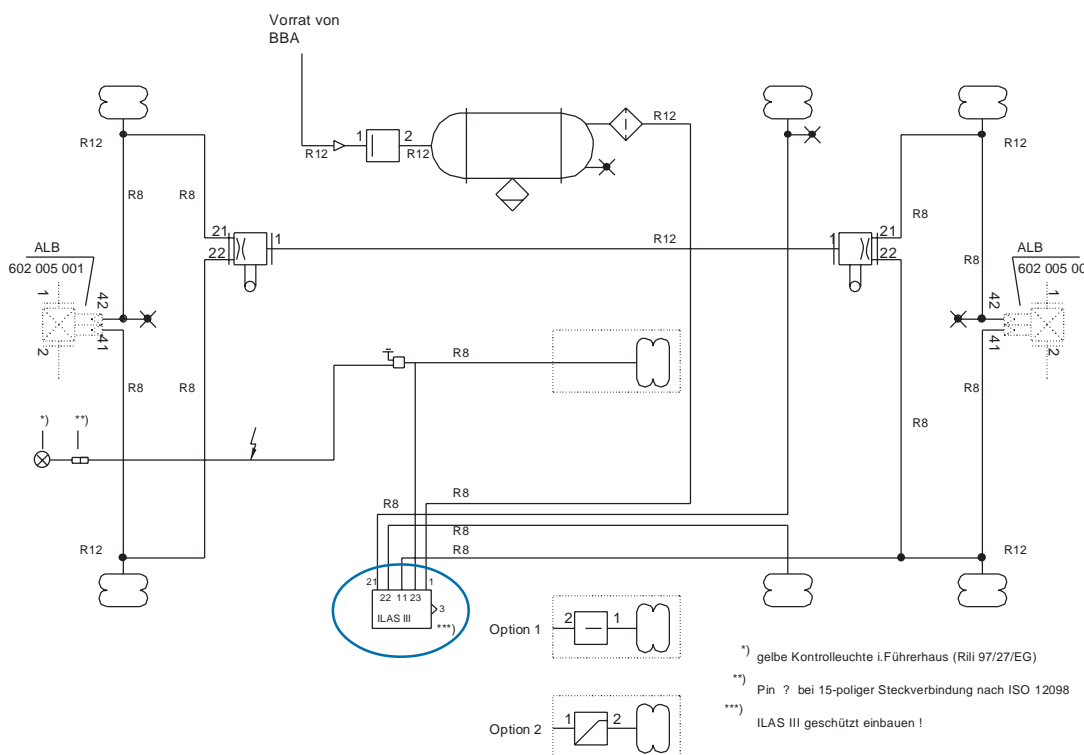 Vorrat von
BBA
R12
1
2
R12
R12
R12
R12
R12
R8
R8
21
22
1
R12
1
21
22
R8
R8
ALB
602 005 001
1
2
42
41
ALB
602 005 00
1
2
42
41
R8
R8
R8
R8
R8
*)
**)
R8
R8
R8
R8
R12
R12
21
22
11
23
1
3
ILAS III
***)
Option 1
2
1
Option 2
1
2
*) gelbe Kontrolleuchte i.Führerhaus (Rili 97/27/EG)
**) Pin ? bei 15-poliger Steckverbindung nach ISO 12098
***) ILAS III geschützt einbauen !